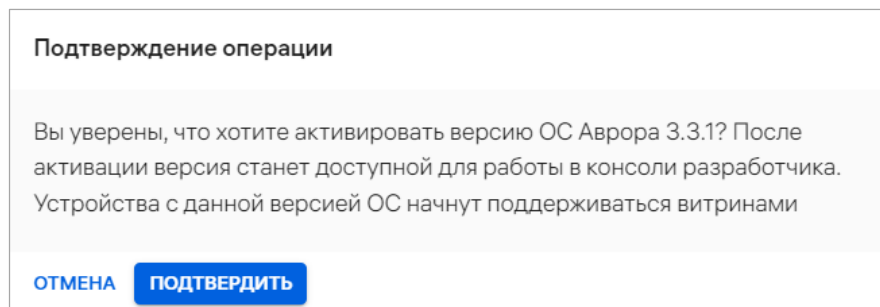 Подтверждение операции
Вы уверены, что хотите активировать версию ОС Аврора 3.3.1? После
активации версия станет доступной для работы в консоли разработчика.
Устройства с данной версией ОС начнут поддерживаться витринами
ОТМЕНА ПОДТВЕРДИТЬ